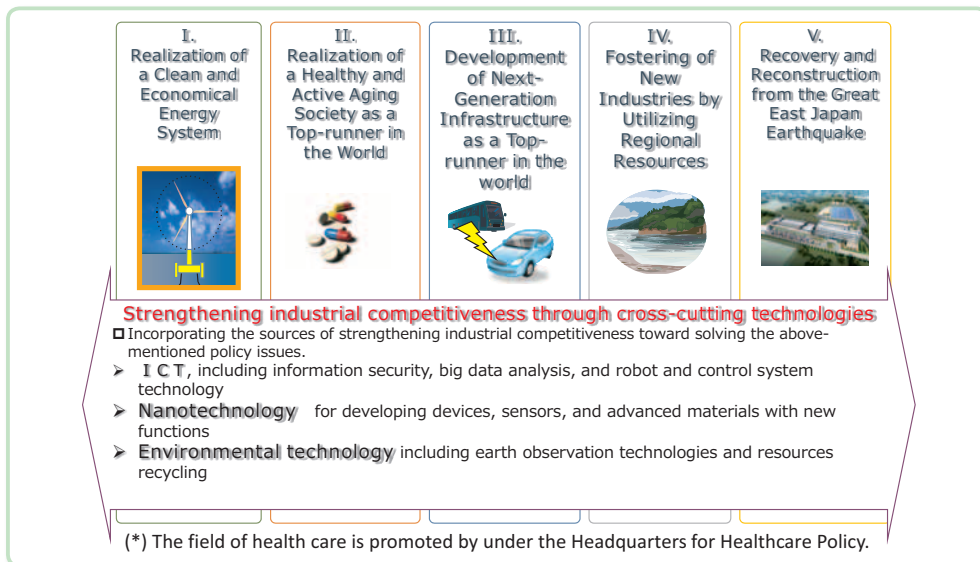 I.
Realization of
a Clean and
Economical
Energy
System
II.
Realization of
a Healthy and
Active Aging
Society as a
Top-runner in
the World
III.
Development
of Next-
Generation
Infrastructure
as a Top-
runner in the
world
IV.
Fostering of
New
Industries by
Utilizing
Regional
Resources
V.
Recovery and
Reconstruction
from the Great
East Japan
Earthquake
Strengthening industrial competitiveness through cross-cutting technologies
Incorporating the sources of strengthening industrial competitiveness toward solving the above-
mentioned policy issues.
➢ ICT, including information security, big data analysis, and robot and control system
technology
➢ Nanotechnology for developing devices, sensors, and advanced materials with new
functions
➢ Environmental technology including earth observation technologies and resources
recycling
(*) The field of health care is promoted by under the Headquarters for Healthcare Policy.